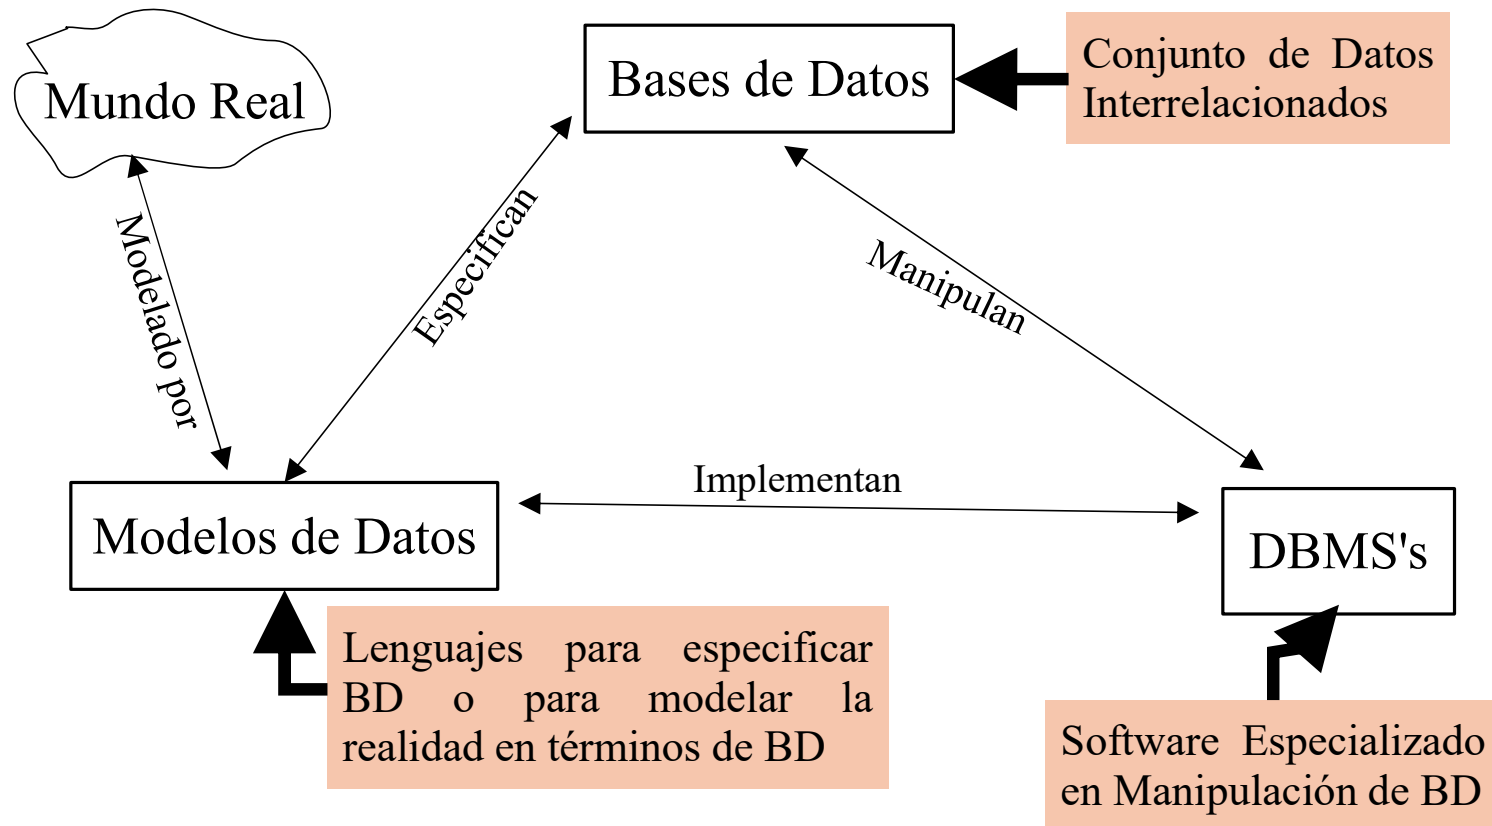 Mundo Real
Bases de Datos
Conjunto de Datos
Interrelacionados
Modelado por
Especifican
Manipulan
Implementan
Modelos de Datos
DBMS's
Lenguajes para especificar
BD o para modelar la
realidad en términos de BD
Software Especializado
en Manipulación de BD